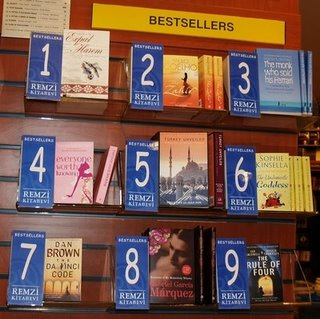 BESTSELLERS
BESTSELLERS
1
REMZİ
KİTABEVİ
Harem
BESTSELLERS
2
REMZİ
KİTABEVİ
Zahir
BESTSELLERS
3
REMZİ
KİTABEVİ
The monk
who sold
his Ferrari
BESTSELLERS
4
REMZİ
KİTABEVİ
everyone
worth
knowing
BESTSELLERS
5
REMZİ
KİTABEVİ
TURKEY UNVEILED
BESTSELLERS
6
REMZİ
KİTABEVİ
SOPHIE
KINSELLA
The Undomestic
Goddess
BESTSELLERS
7
REMZİ
KİTABEVİ
DAN
BROWN
THE
DA VINCI
CODE
BESTSELLERS
8
REMZİ
KİTABEVİ
Gabriel García
Márquez
BESTSELLERS
9
REMZİ
KİTABEVİ
THE
RULE OF
FOUR